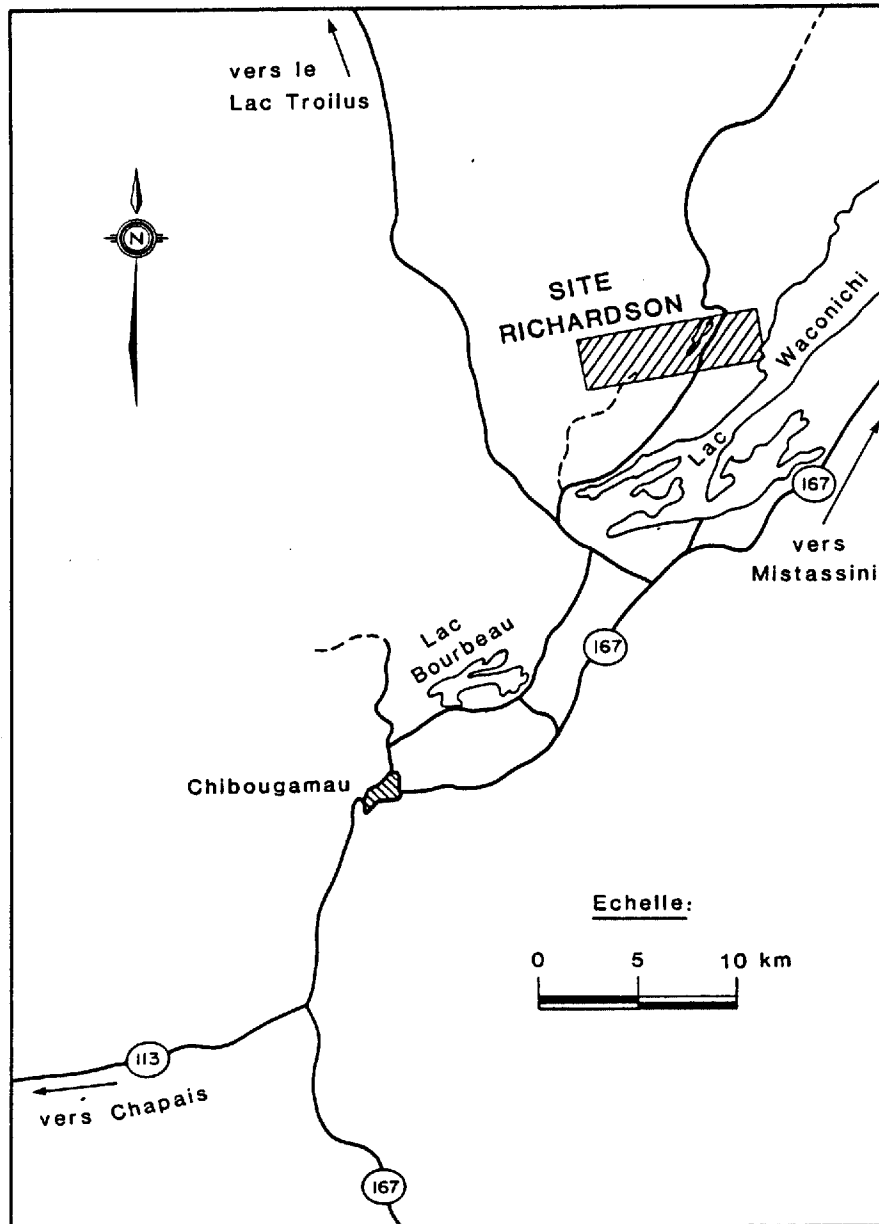 vers le
Lac Troilus
N
SITE
RICHARDSON
Lac Waconichi
167
vers
Mistassini
167
Lac
Bourbeau
Chibougamau
Echelle:
0 5 10 km
113
vers Chapais
167